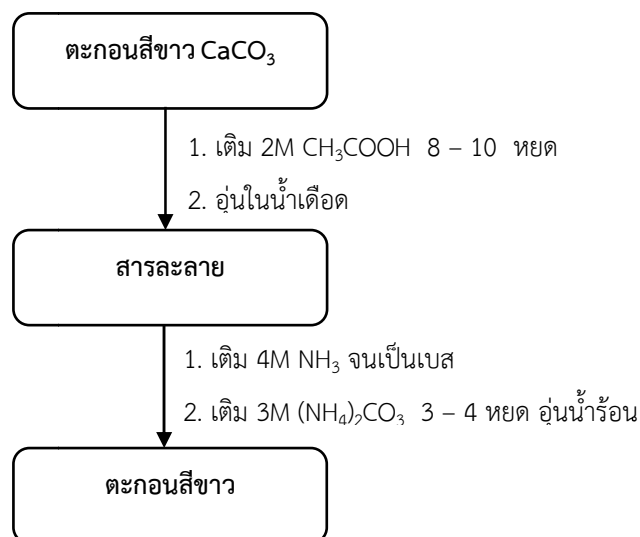 ตะกอนสีขาว CaCO₃
1. เติม 2M CH₃COOH 8 – 10 หยด
2. อุ่นในน้ำเดือด
สารละลาย
1. เติม 4M NH₃ จนเป็นเบส
2. เติม 3M (NH₄)₂CO₃ 3 – 4 หยด อุ่นน้ำร้อน
ตะกอนสีขาว